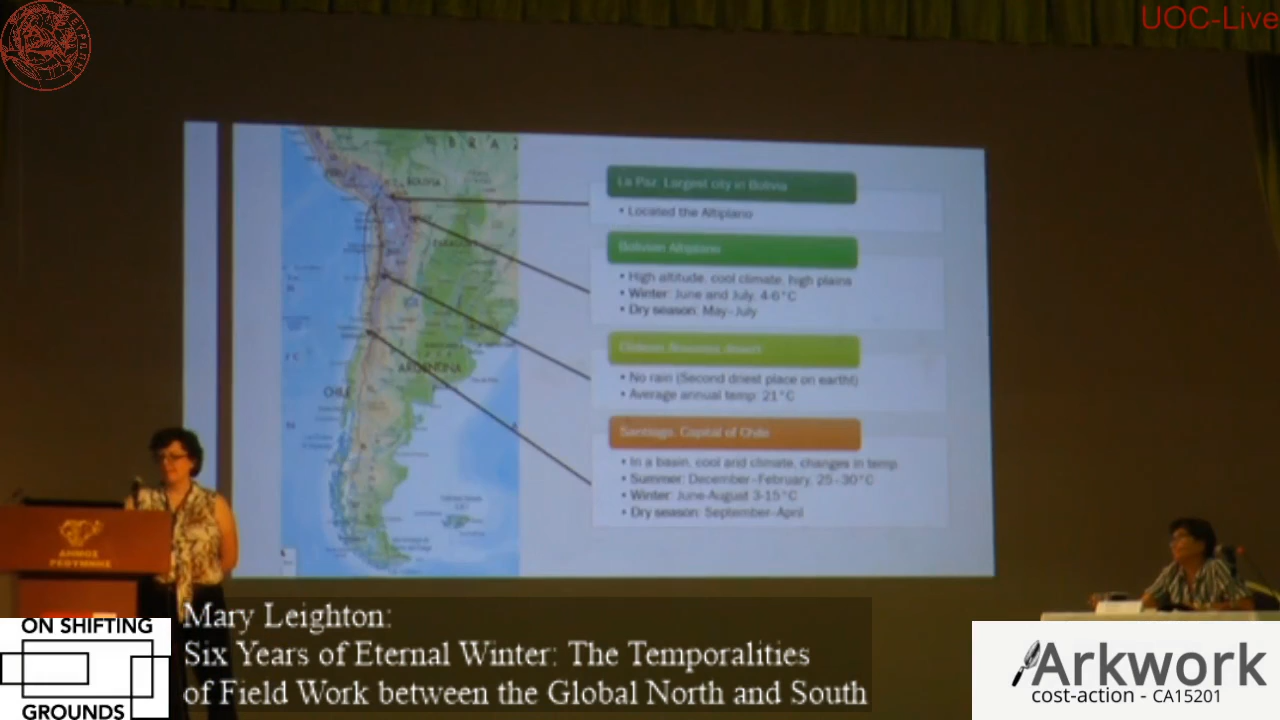 UOC-Live
B R A Z
BOLIVIA
La Paz: Largest city in Bolivia
• Located the Altiplano
Bolivian Altiplano
• High altitude, cool climate, high plains
• Winter: June and July, 4-6°C
• Dry season: May-July
• No rain (Second driest place on earth!)
• Average annual temp: 21°C
Santiago, Capital of Chile
• In a basin, cool arid climate, changes in temp
• Summer: December-February, 25-30°C
• Winter: June-August 3-15°C
• Dry season: September-April
PARAGUAY
ARGENTINA
CHILE
ΔΗΜΟΣ
ΡΕΘΥΜΝΗΣ
Mary Leighton:
Six Years of Eternal Winter: The Temporalities
of Field Work between the Global North and South
ON SHIFTING
GROUNDS
Arkwork
cost-action - CA15201